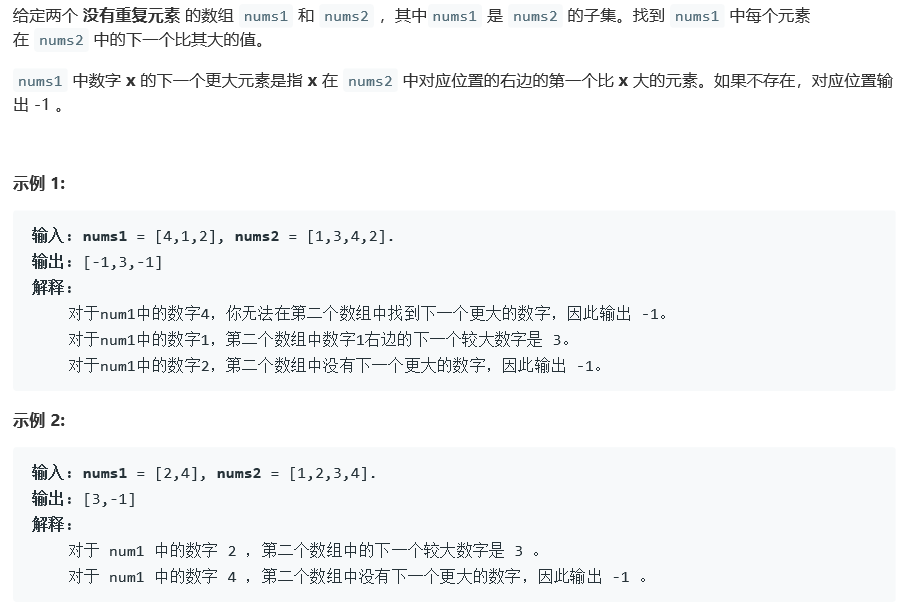 给定两个 没有重复元素 的数组 nums1 和 nums2 ，其中 nums1 是 nums2 的子集。找到 nums1 中每个元素
在 nums2 中的下一个比其大的值。
nums1 中数字 x 的下一个更大元素是指 x 在 nums2 中对应位置的右边的第一个比 x 大的元素。如果不存在，对应位置输
出 -1 。
示例 1:
输入: nums1 = [4,1,2], nums2 = [1,3,4,2].
输出: [-1,3,-1]
解释:
对于num1中的数字4，你无法在第二个数组中找到下一个更大的数字，因此输出 -1。
对于num1中的数字1，第二个数组中数字1右边的下一个较大数字是 3。
对于num1中的数字2，第二个数组中没有下一个更大的数字，因此输出 -1。
示例 2:
输入: nums1 = [2,4], nums2 = [1,2,3,4].
输出: [3,-1]
解释:
对于 num1 中的数字 2 ，第二个数组中的下一个较大数字是 3 。
对于 num1 中的数字 4 ，第二个数组中没有下一个更大的数字，因此输出 -1 。